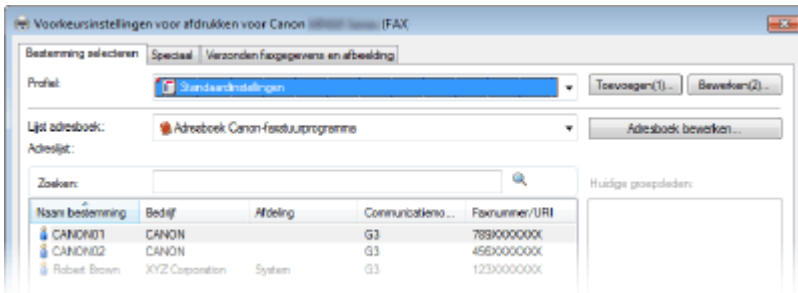 Voorkeursinstellingen voor afdrukken voor Canon (FAX)
Bestemming selecteren Speciaal Verzonden faxgegevens en afbeelding
Profiel: Standaardinstellingen Toevoegen(1)... Bewerken(2)...
Lijst adresboek: Adresboek Canon-faxstuurprogramma Adresboek bewerken...
Adreslijst:
Zoeken: Huidige groepsleden:
Naam bestemming Bedrijf Afdeling Communicatiemo... Faxnummer/URI
CANON01 CANON G3 789XXXXXXX
CANON02 CANON G3 456XXXXXXX
Robert Brown XYZ Corporation System G3 123XXXXXXX